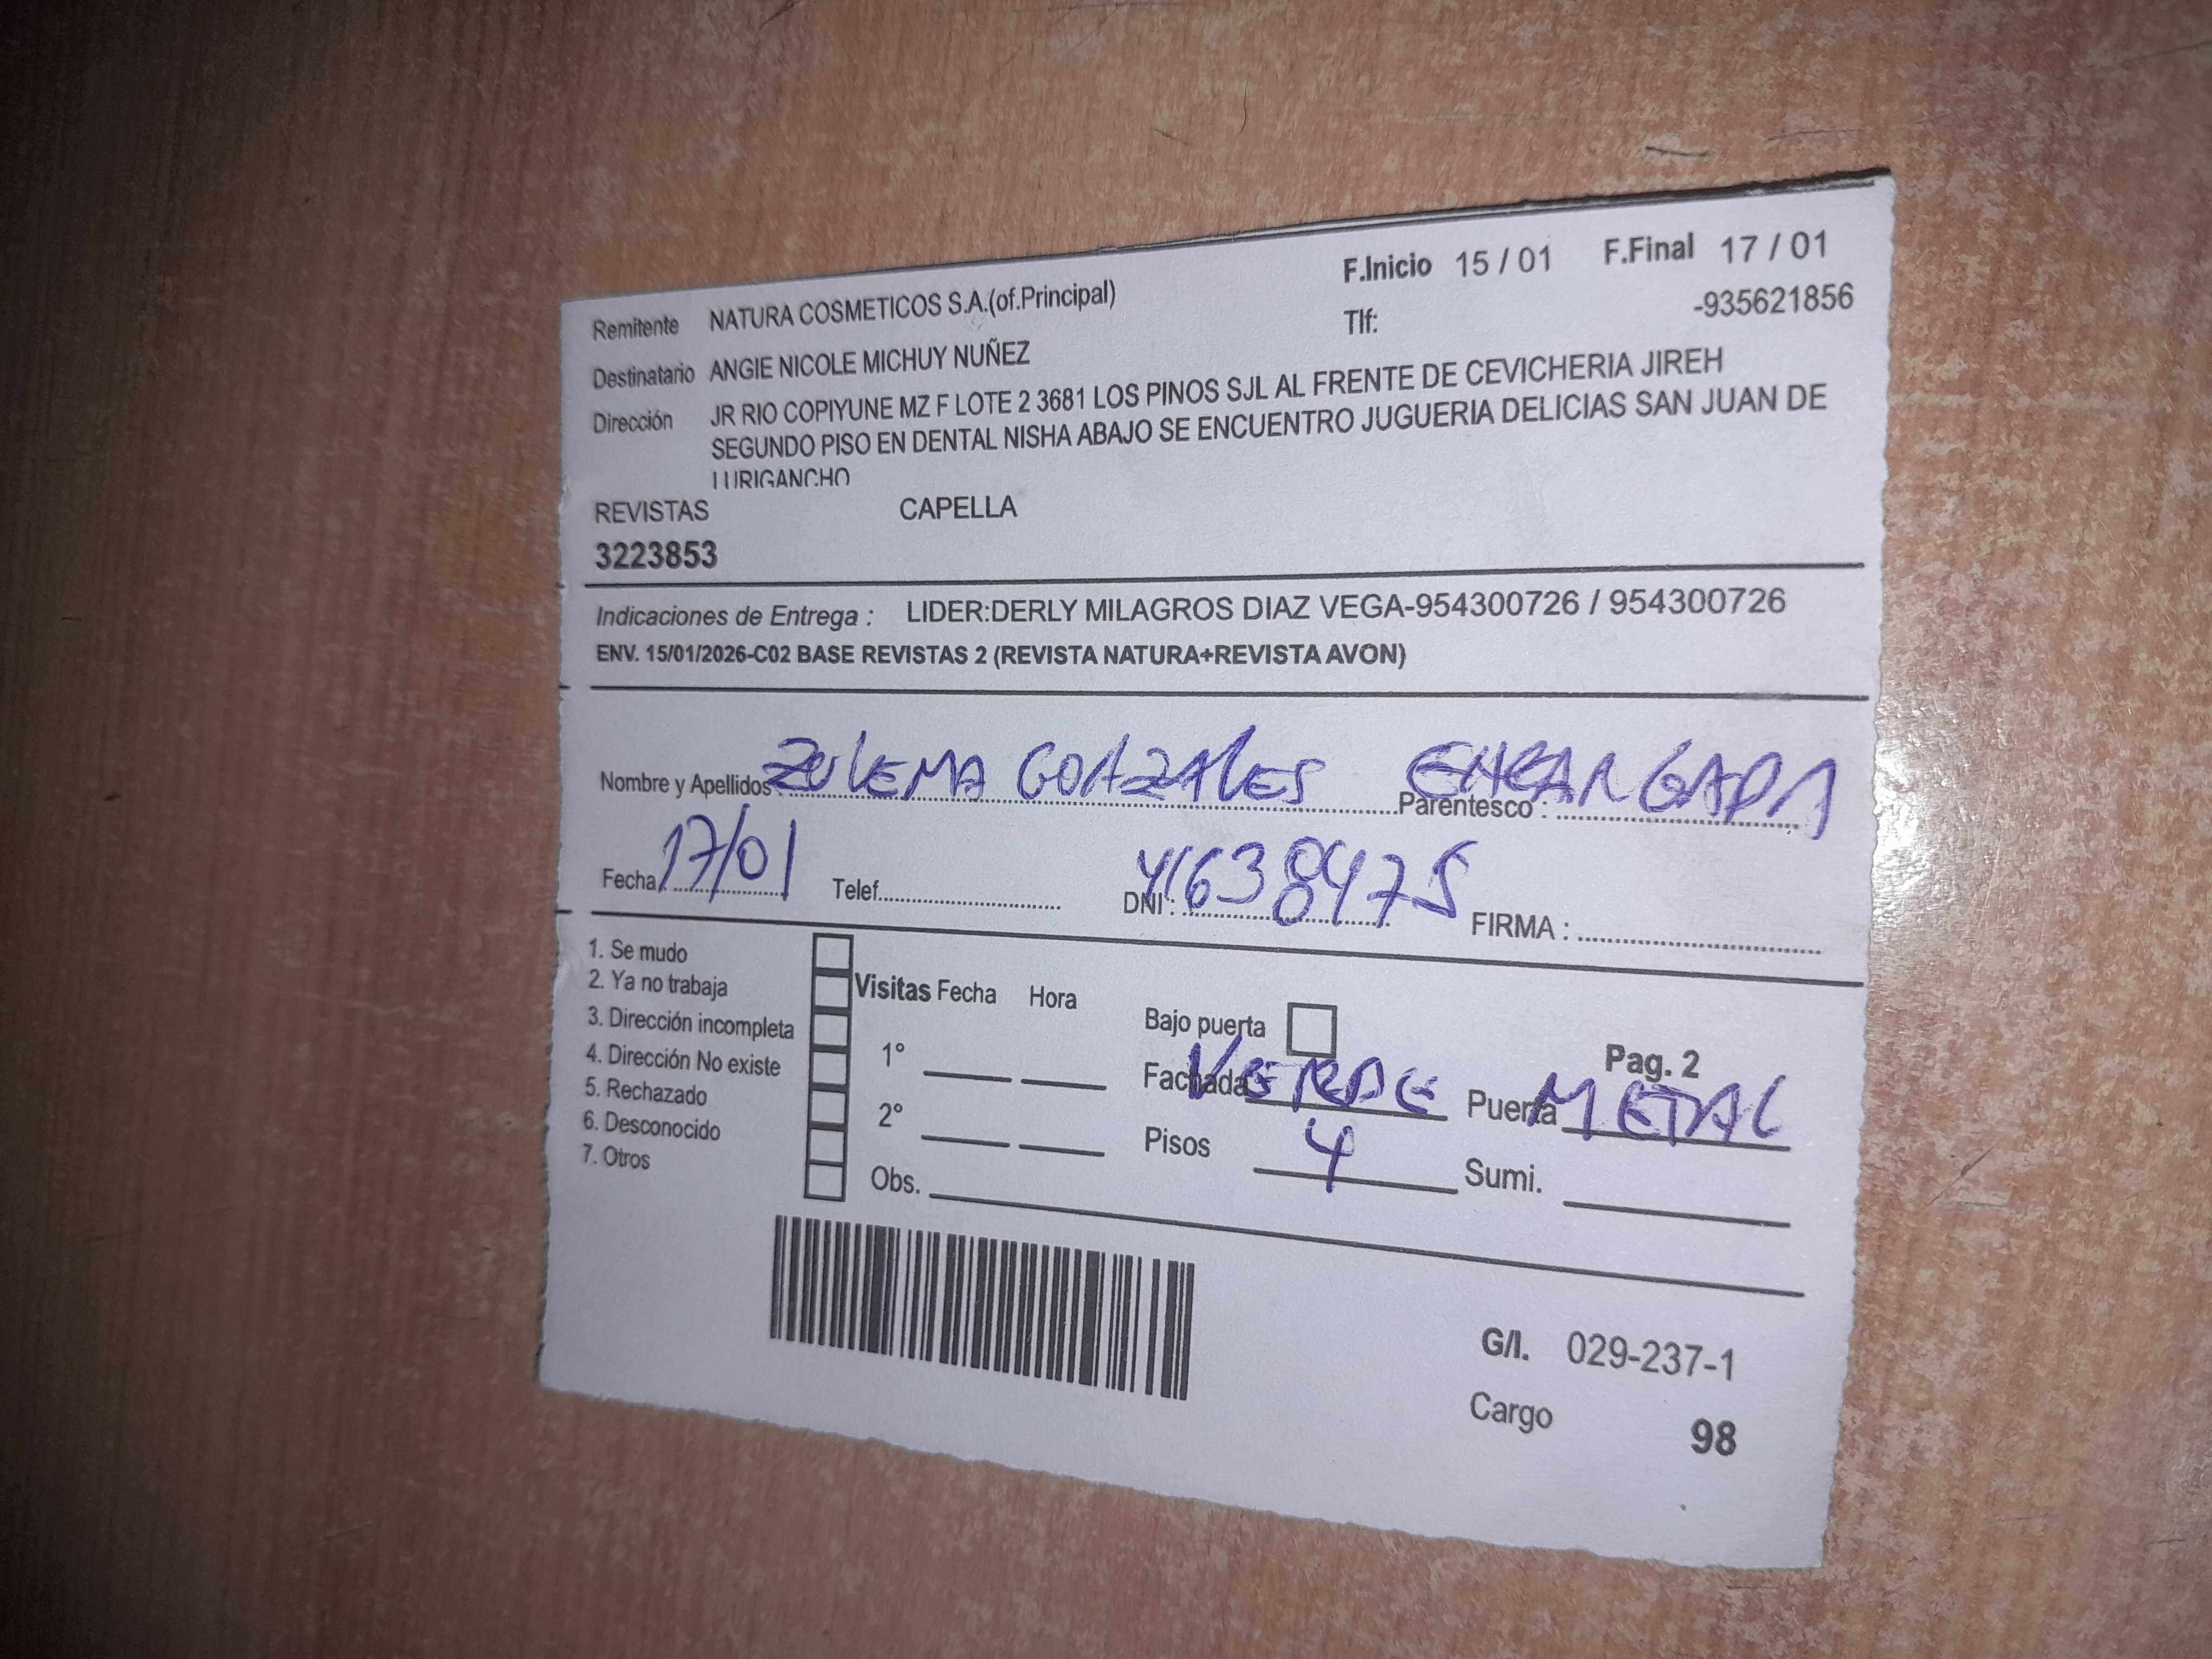 F.Inicio 15 / 01 F.Final 17 / 01
Remitente NATURA COSMETICOS S.A.(of.Principal) Tlf: -935621856
Destinatario ANGIE NICOLE MICHUY NUÑEZ
Dirección JR RIO COPIYUNE MZ F LOTE 2 3681 LOS PINOS SJL AL FRENTE DE CEVICHERIA JIREH
SEGUNDO PISO EN DENTAL NISHA ABAJO SE ENCUENTRO JUGUERIA DELICIAS SAN JUAN DE
LURIGANCHO
REVISTAS CAPELLA
3223853
Indicaciones de Entrega : LIDER:DERLY MILAGROS DIAZ VEGA-954300726 / 954300726
ENV. 15/01/2026-C02 BASE REVISTAS 2 (REVISTA NATURA+REVISTA AVON)
Nombre y Apellidos : ZULEMA GONZALES Parentesco : ENCARGADA
Fecha 17/01 Telef. DNI : 41638475 FIRMA :
1. Se mudo
2. Ya no trabaja
3. Dirección incompleta
4. Dirección No existe
5. Rechazado
6. Desconocido
7. Otros
Visitas Fecha Hora
1°
2°
Obs.
Bajo puerta
Pag. 2
Fachada VERDE Puerta METAL
Pisos 4 Sumi.
G/I. 029-237-1
Cargo 98